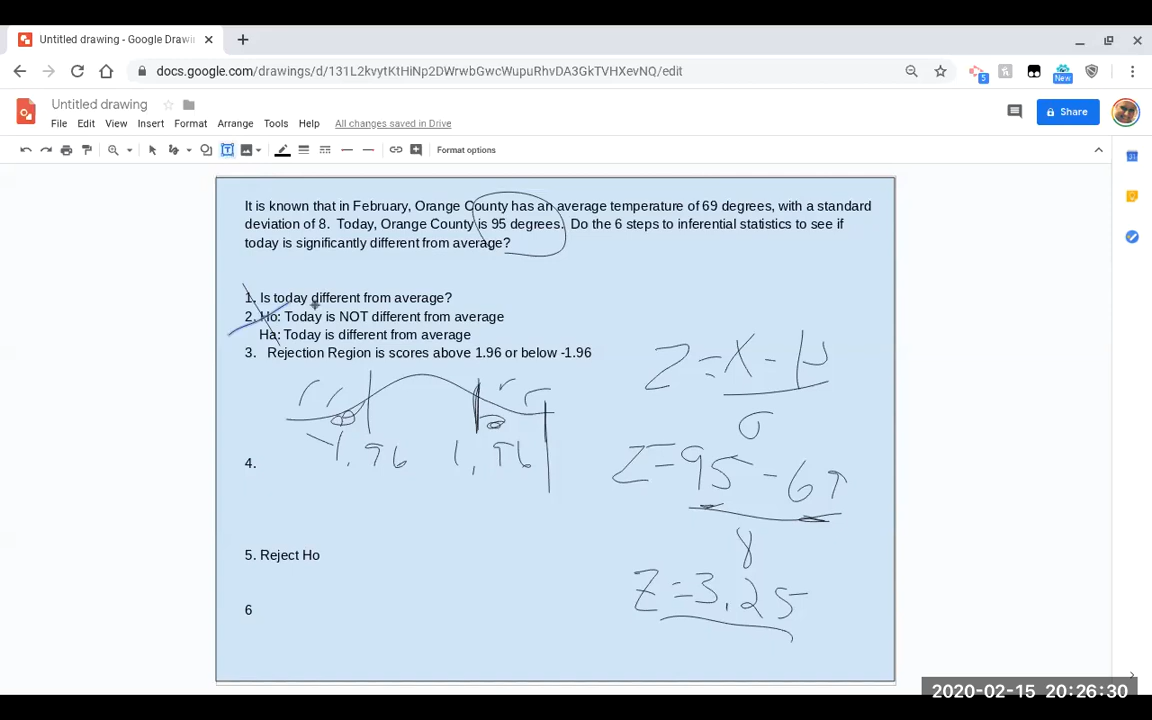 Untitled drawing - Google Drawin
docs.google.com/drawings/d/131L2kvytKtHiNp2DWrwbGwcWupuRhvDA3GkTVHXevNQ/edit
5
New
Untitled drawing
File Edit View Insert Format Arrange Tools Help All changes saved in Drive
Share
Format options
It is known that in February, Orange County has an average temperature of 69 degrees, with a standard
deviation of 8. Today, Orange County is 95 degrees. Do the 6 steps to inferential statistics to see if
today is significantly different from average?
1. Is today different from average?
2. Ho: Today is NOT different from average
Ha: Today is different from average
3. Rejection Region is scores above 1.96 or below -1.96
Z = X - μ
σ
r r r r
-1.96 1.96
4.
Z = 95 - 69
8
5. Reject Ho
Z = 3.25
6
31
2020-02-15 20:26:30